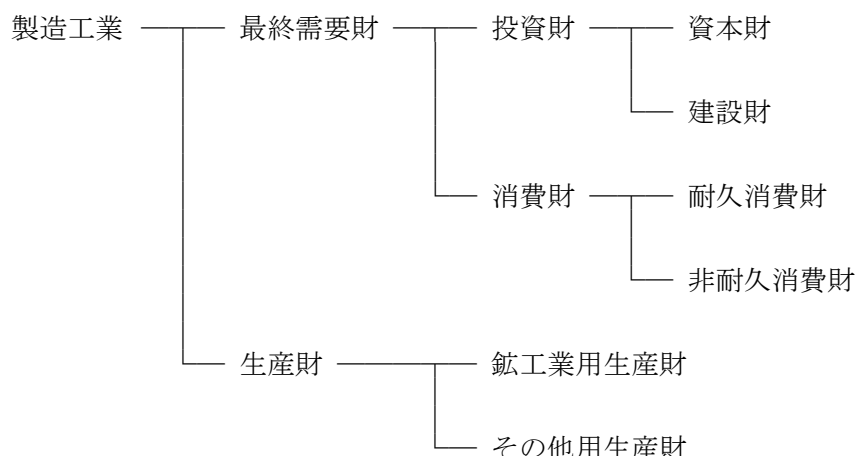 製造工業 最終需要財 投資財 資本財
建設財
消費財 耐久消費財
非耐久消費財
生産財 鉱工業用生産財
その他用生産財